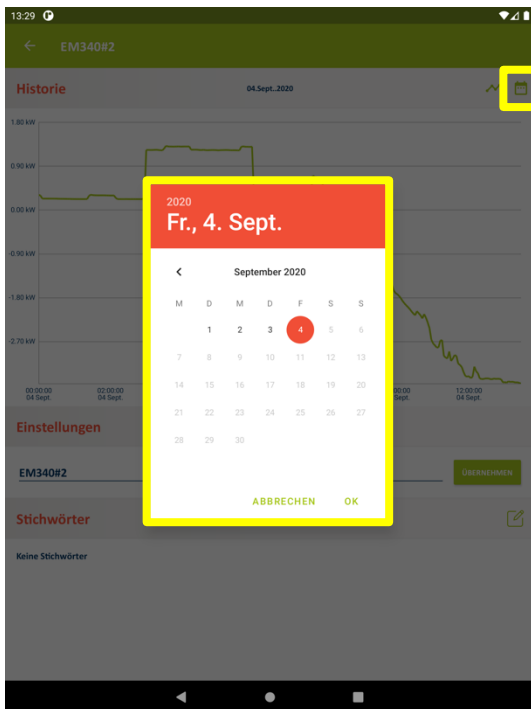 13:29
EM340#2
Historie
04.Sept..2020
1.80 kW
0.90 kW
0.00 kW
-0.90 kW
-1.80 kW
-2.70 kW
2020
Fr., 4. Sept.
September 2020
M D M D F S S
1 2 3 4 5 6
7 8 9 10 11 12 13
14 15 16 17 18 19 20
21 22 23 24 25 26 27
28 29 30
ABBRECHEN OK
00:00:00 02:00:00 00:00 12:00:00
04 Sept. 04 Sept. Sept. 04 Sept.
Einstellungen
EM340#2
ÜBERNEHMEN
Stichwörter
Keine Stichwörter